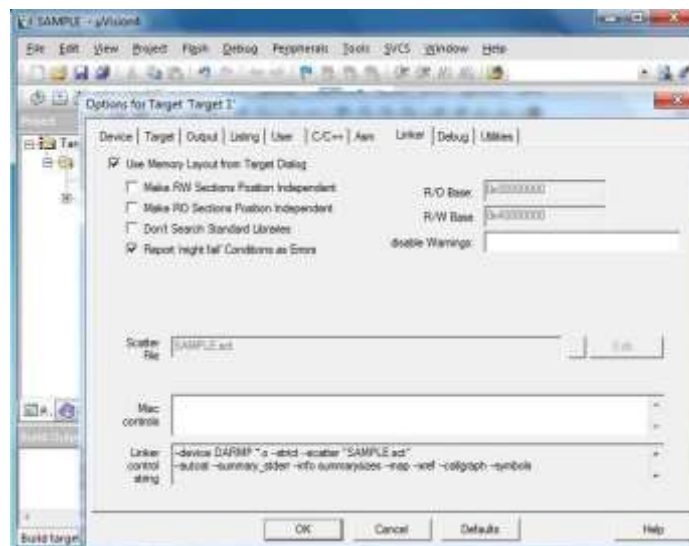 SAMPLE - µVision4
File Edit View Project Flash Debug Peripherals Tools SVCS Window Help
Options for Target 'Target 1'
Device Target Output Listing User C/C++ Asm Linker Debug Utilities
Use Memory Layout from Target Dialog
Make RW Sections Position Independent
Make RO Sections Position Independent
Don't Search Standard Libraries
Report 'might fail' Conditions as Errors
R/O Base: 0x00000000
R/W Base 0x40000000
disable Warnings:
Scatter
File
SAMPLE.sct
Edit...
Misc
controls
Linker
control
string
--device DARMP *.o --strict --scatter "SAMPLE.sct"
--autoat --summary_stderr --info summarysizes --map --xref --callgraph --symbols
OK Cancel Defaults Help
Build target